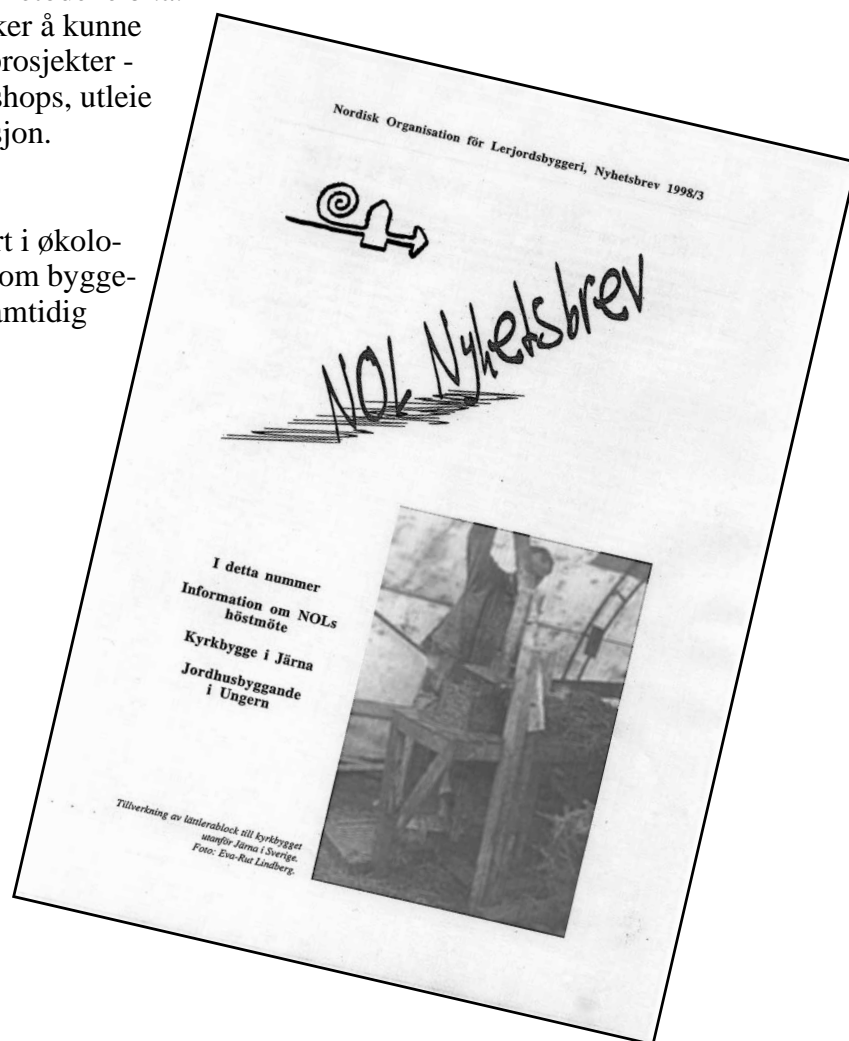 ker å kunne
prosjekter -
shops, utleie
sjon.
rt i økolo-
om bygge-
amtidig
Nordisk Organisation för Lerjordsbyggeri, Nyhetsbrev 1998/3
NOL Nyhetsbrev
I detta nummer
Information om NOLs
höstmöte
Kyrkbygge i Järna
Jordhusbyggande
i Ungern
Tillverkning av lättlerablock till kyrkbygget
utanför Järna i Sverige.
Foto: Eva-Rut Lindberg.